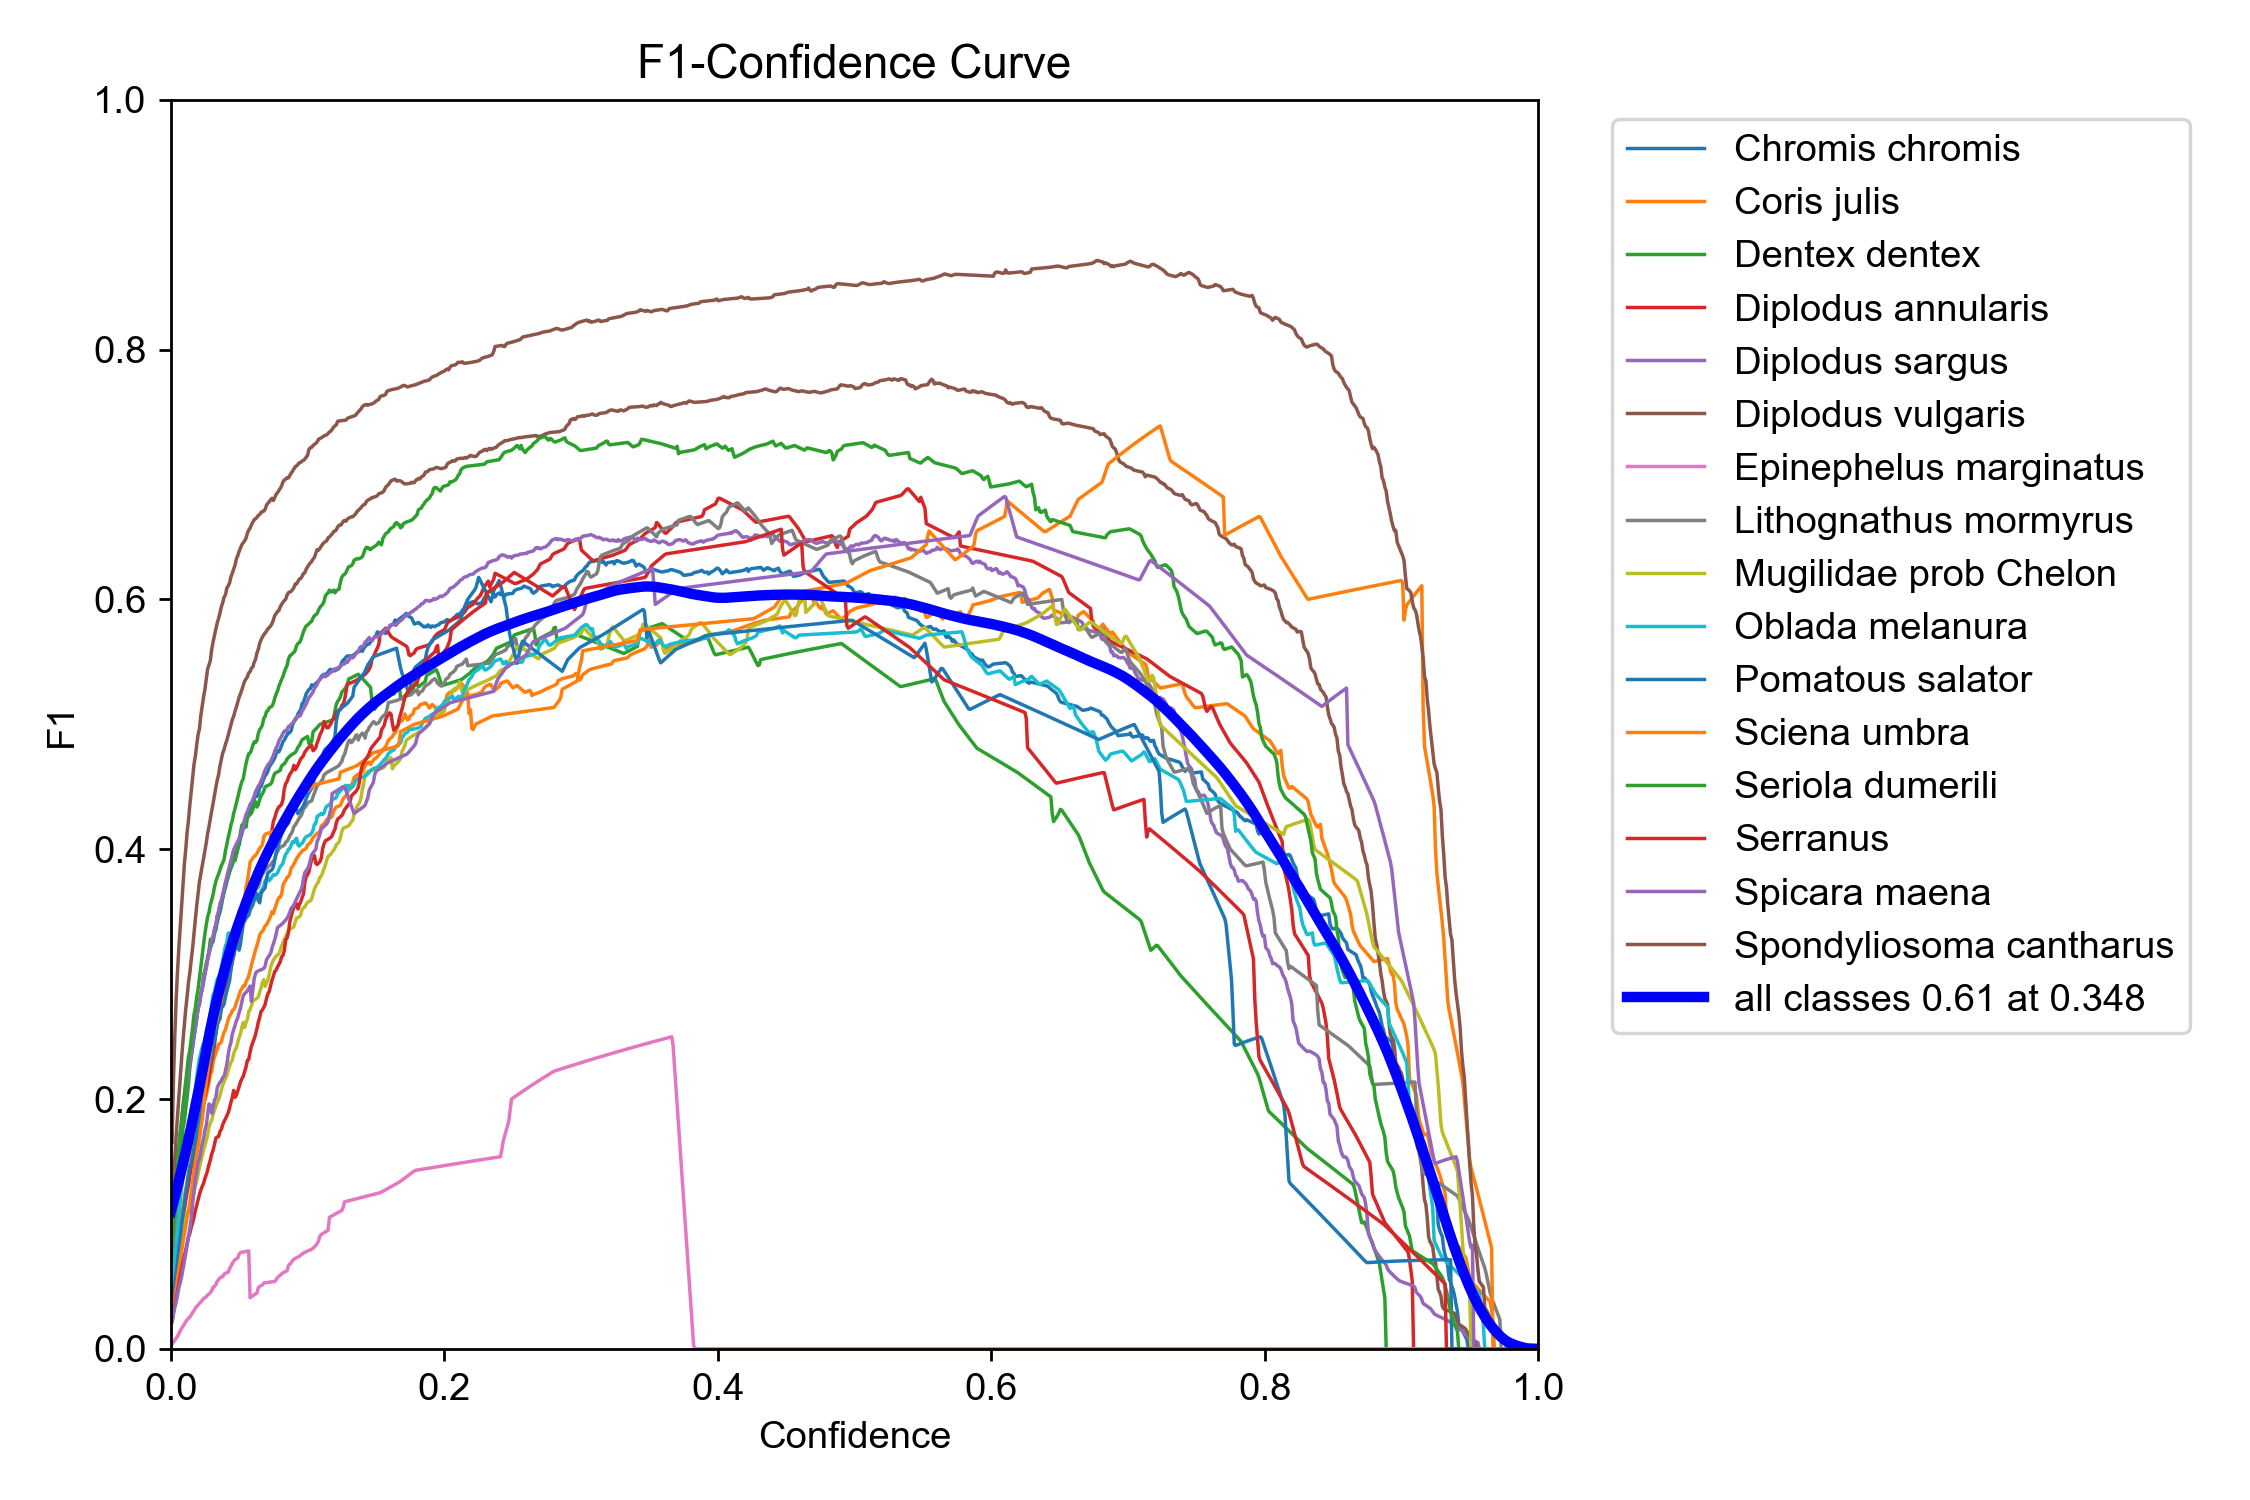 F1-Confidence Curve
1.0
0.8
0.6
0.4
0.2
0.0
F1
0.0 0.2 0.4 0.6 0.8 1.0
Confidence
Chromis chromis
Coris julis
Dentex dentex
Diplodus annularis
Diplodus sargus
Diplodus vulgaris
Epinephelus marginatus
Lithognathus mormyrus
Mugilidae prob Chelon
Oblada melanura
Pomatous salator
Sciena umbra
Seriola dumerili
Serranus
Spicara maena
Spondyliosoma cantharus
all classes 0.61 at 0.348